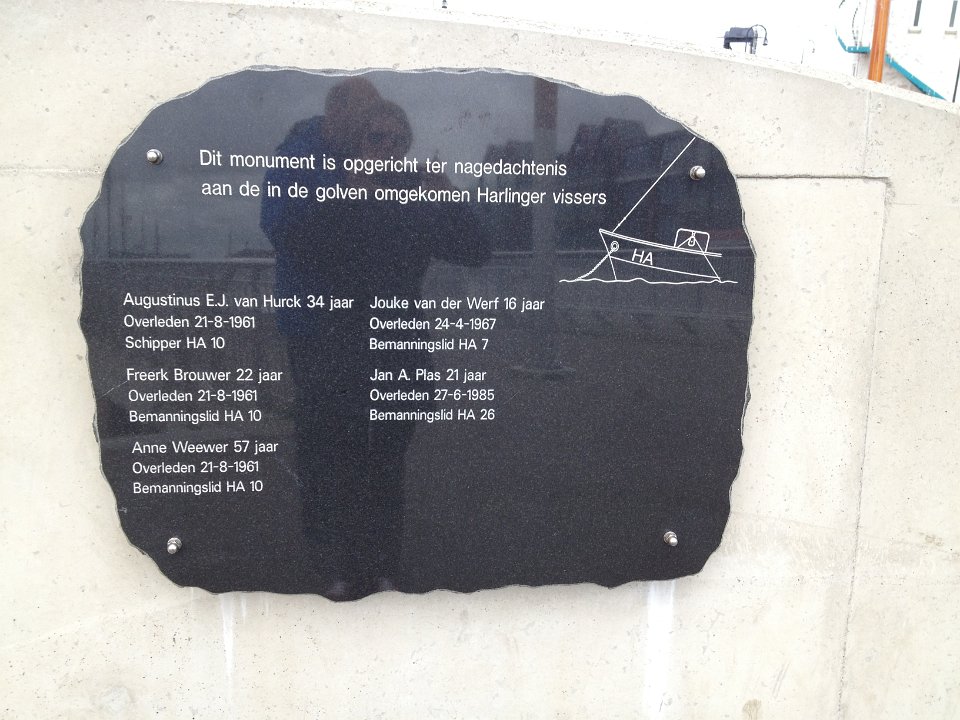 Dit monument is opgericht ter nagedachtenis
aan de in de golven omgekomen Harlinger vissers
HA
Augustinus E.J. van Hurck 34 jaar
Overleden 21-8-1961
Schipper HA 10
Freerk Brouwer 22 jaar
Overleden 21-8-1961
Bemanningslid HA 10
Anne Weewer 57 jaar
Overleden 21-8-1961
Bemanningslid HA 10
Jouke van der Werf 16 jaar
Overleden 24-4-1967
Bemanningslid HA 7
Jan A. Plas 21 jaar
Overleden 27-6-1985
Bemanningslid HA 26